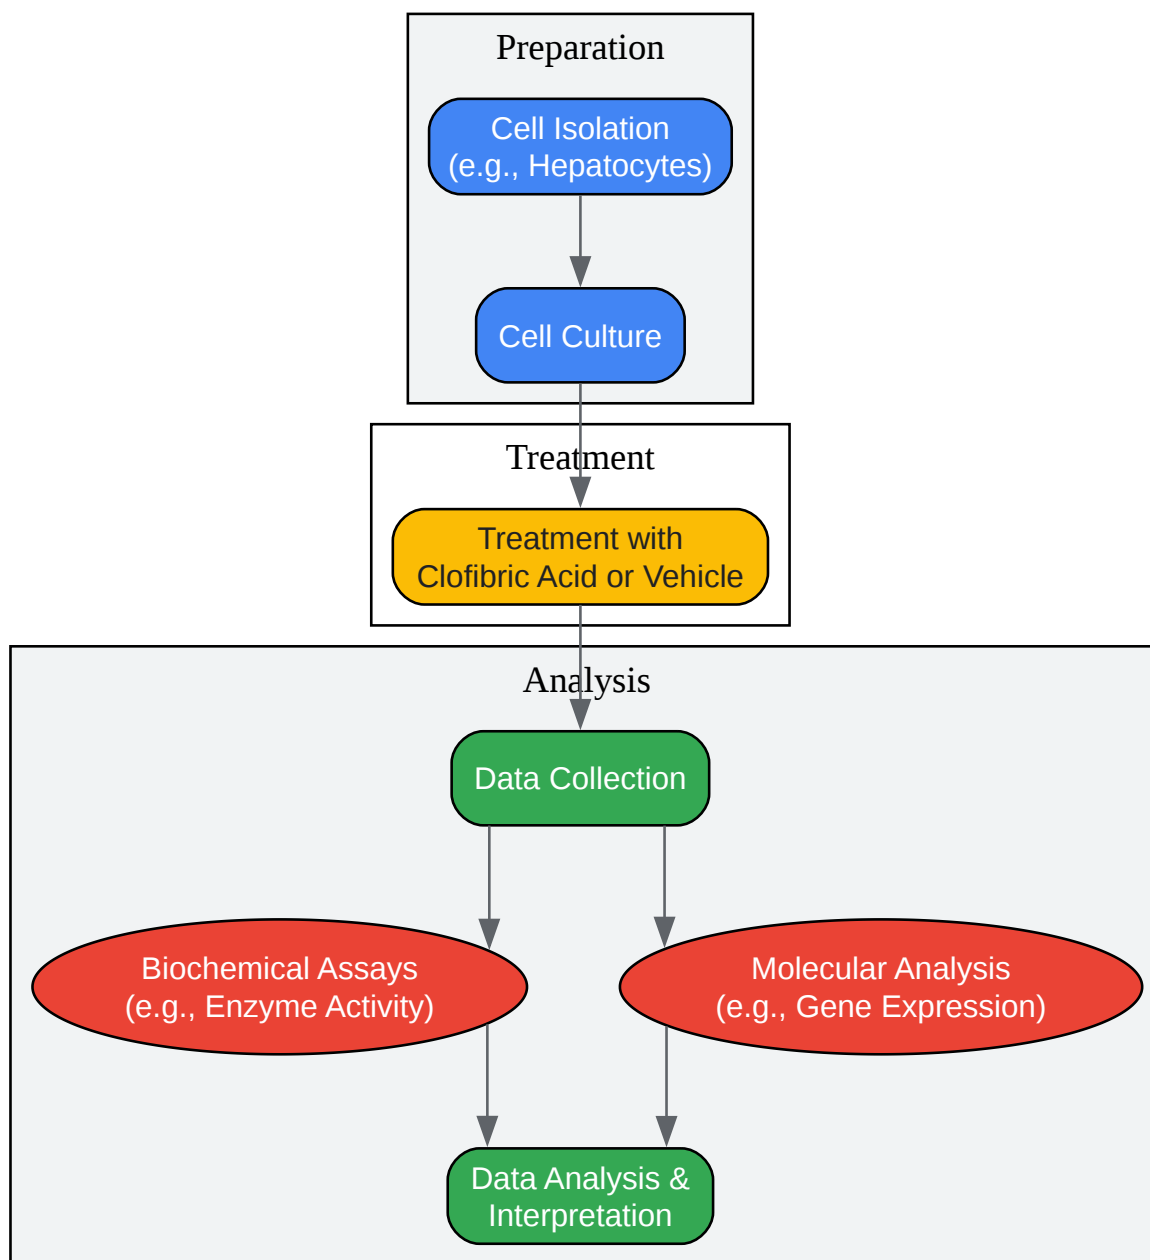 Preparation
Cell Isolation
(e.g., Hepatocytes)
Cell Culture
Treatment
Treatment with
Clofibric Acid or Vehicle
Analysis
Data Collection
Biochemical Assays
(e.g., Enzyme Activity)
Molecular Analysis
(e.g., Gene Expression)
Data Analysis &
Interpretation